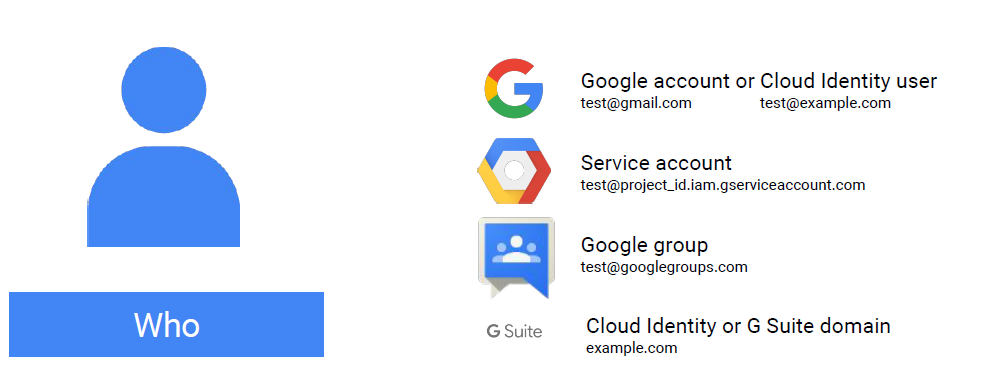 Google account or Cloud Identity user
test@gmail.com test@example.com
Service account
test@project_id.iam.gserviceaccount.com
Google group
test@googlegroups.com
Who
G Suite
Cloud Identity or G Suite domain
example.com